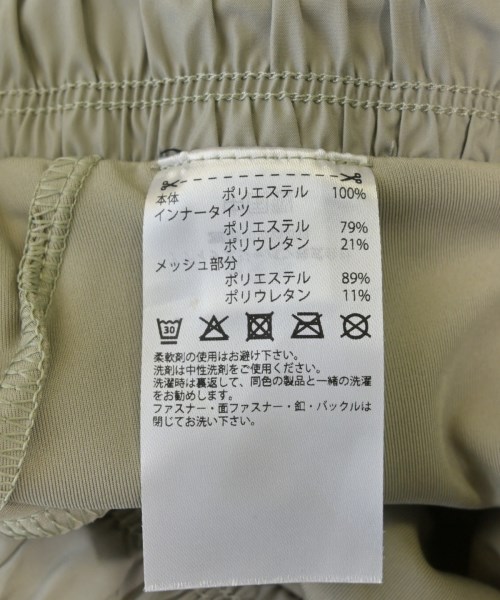 本体 ポリエステル 100%
インナータイツ
ポリエステル 79%
ポリウレタン 21%
メッシュ部分
ポリエステル 89%
ポリウレタン 11%
30
柔軟剤の使用はお避け下さい。
洗剤は中性洗剤をご使用ください。
洗濯時は裏返して、同色の製品と一緒の洗濯
をお勧めします。
ファスナー・面ファスナー・釦・バックルは
閉じてお洗い下さい。